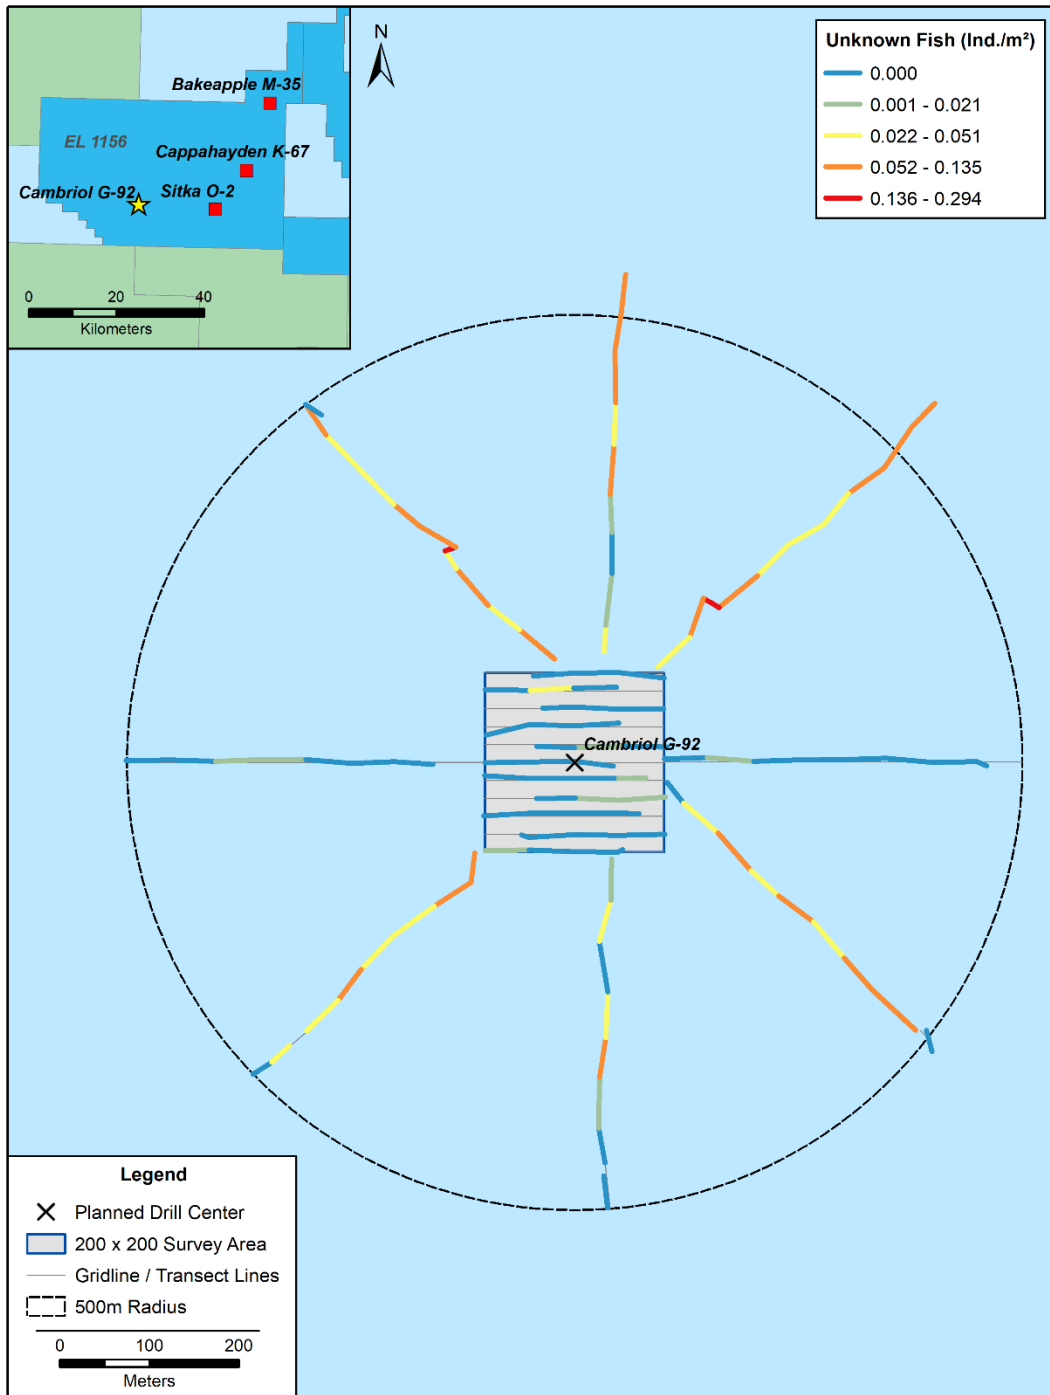 Bakeapple M-35
EL 1156
Cappahayden K-67
Cambriol G-92
Sitka O-2
0 20 40
Kilometers
N
Unknown Fish (Ind./m²)
0.000
0.001 - 0.021
0.022 - 0.051
0.052 - 0.135
0.136 - 0.294
Cambriol G-92
Legend
Planned Drill Center
200 x 200 Survey Area
Gridline / Transect Lines
500m Radius
0 100 200
Meters